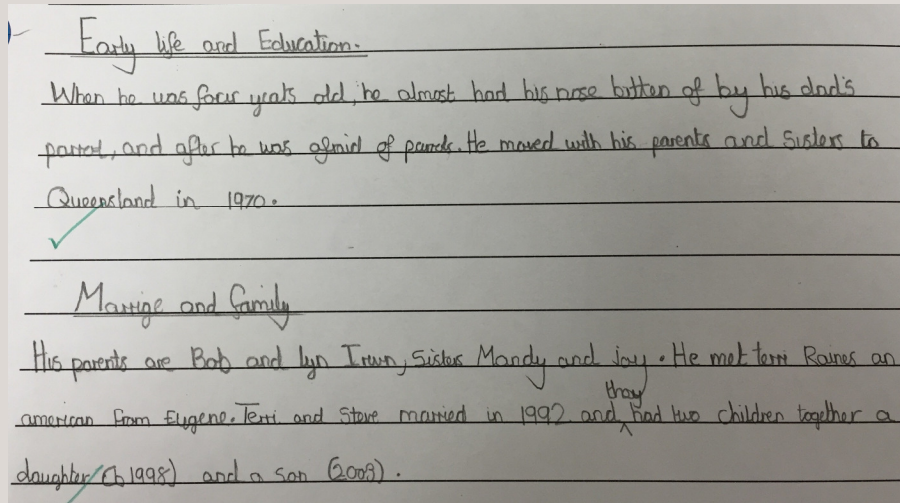 Early life and Education.
When he was four years old, he almost had his nose bitten of by his dad's
parrot, and after he was afraid of parrots. He moved with his parents and Sisters to
Queensland in 1970.
Marrige and family
His parents are Bob and lyn Irwin, Sisters Mandy and joy. He met terri Raines an
american from Eugene. Terri and Steve married in 1992 and they had two children together a
daughter (b 1998) and a son (2003).